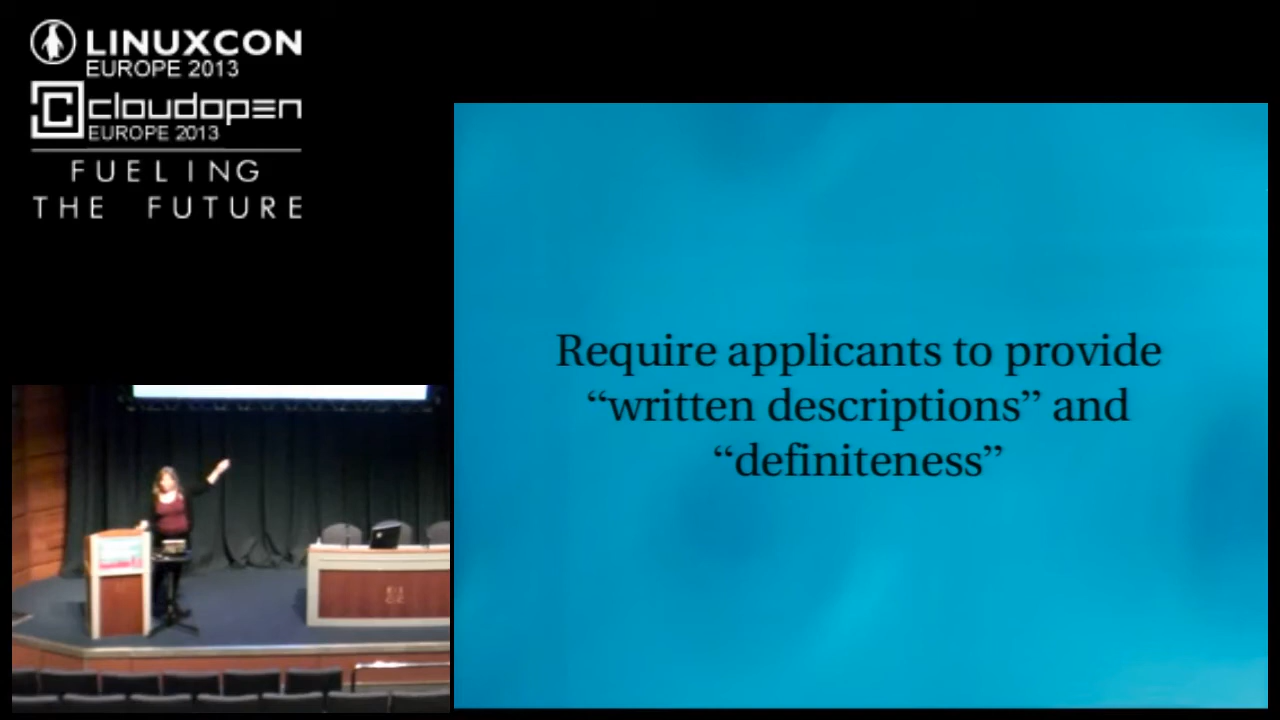 LINUXCON
EUROPE 2013
cloudopen
EUROPE 2013
FUELING
THE FUTURE
Require applicants to provide
“written descriptions” and
“definiteness”